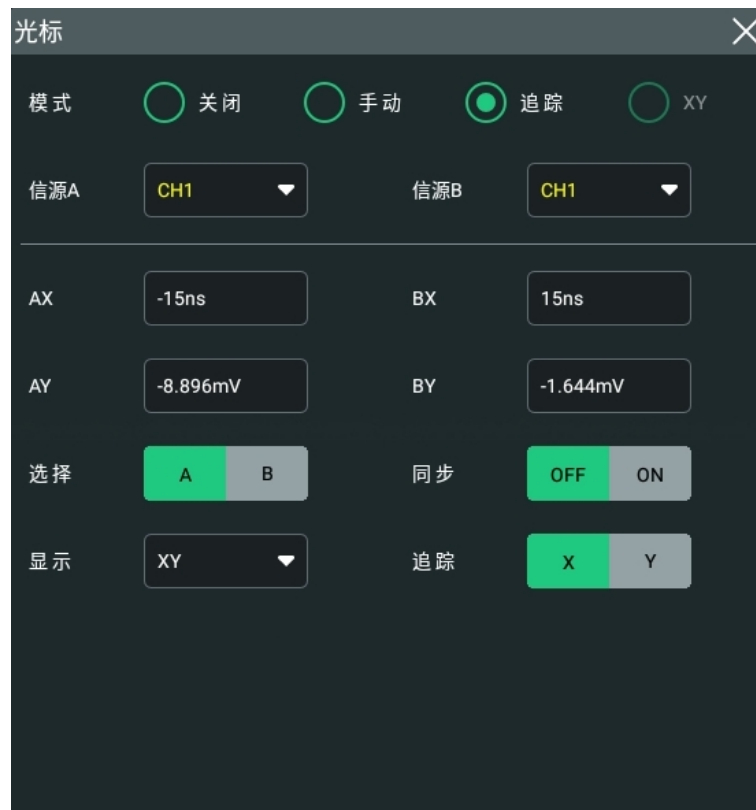 光标
模式 关闭 手动 追踪 XY
信源A CH1 信源B CH1
AX -15ns BX 15ns
AY -8.896mV BY -1.644mV
选择 A B 同步 OFF ON
显示 XY 追踪 X Y